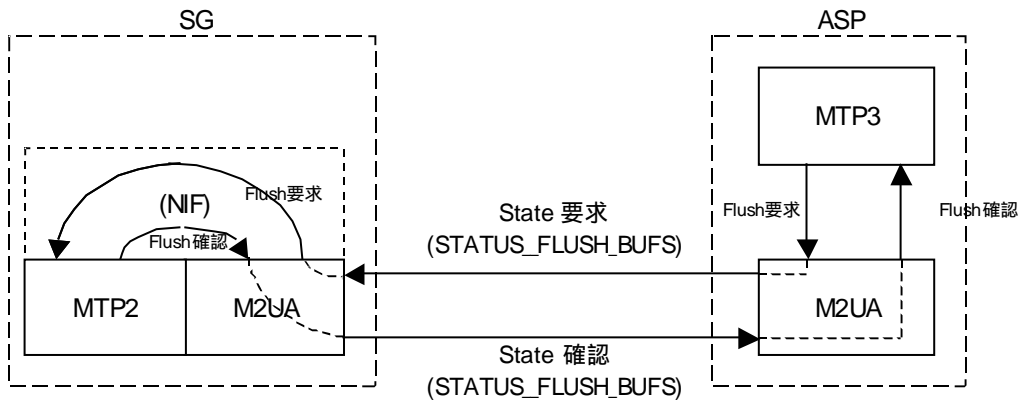 SG
ASP
MTP3
Flush要求
(NIF)
Flush確認
State 要求
(STATUS_FLUSH_BUFS)
Flush要求
Flush確認
MTP2
M2UA
M2UA
State 確認
(STATUS_FLUSH_BUFS)